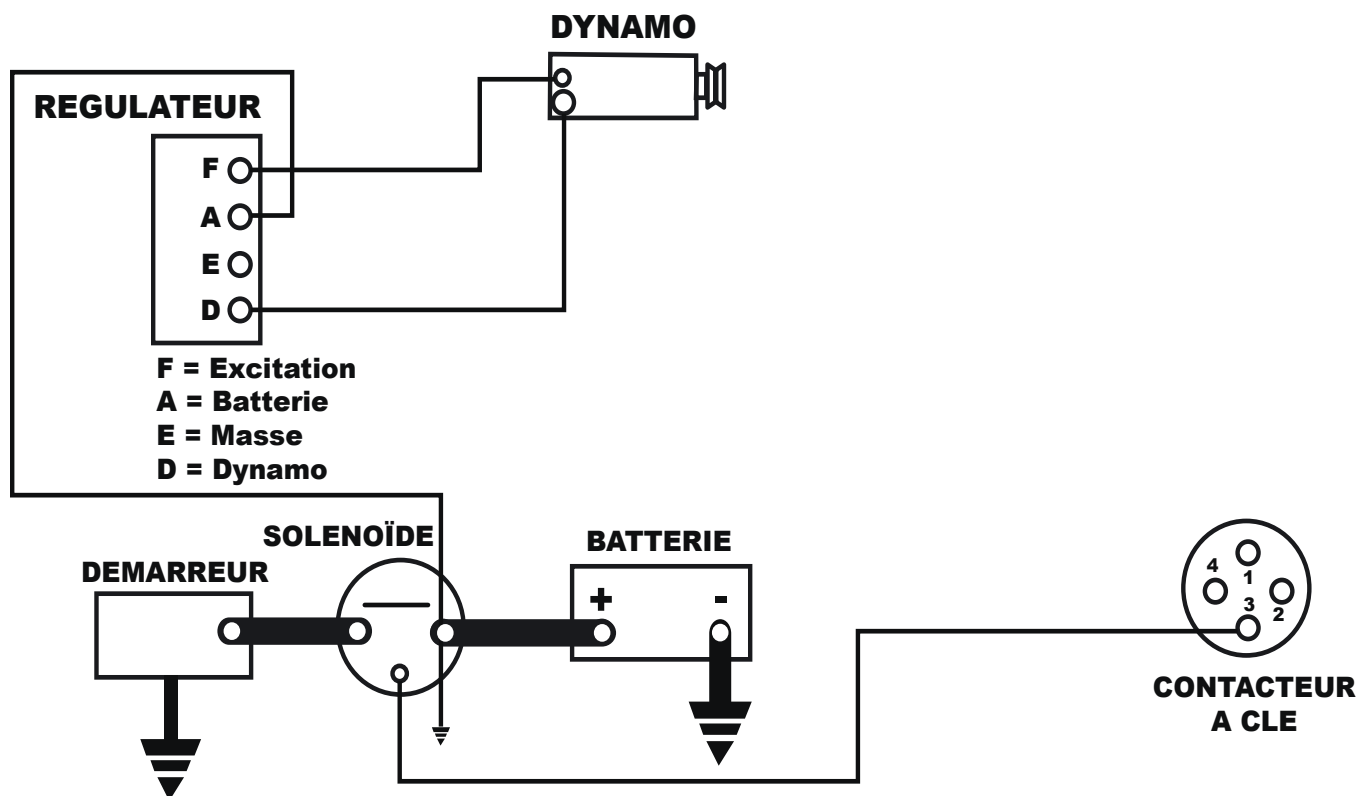 DYNAMO
REGULATEUR
F
A
E
D
F = Excitation
A = Batterie
E = Masse
D = Dynamo
SOLENOÏDE
BATTERIE
DEMARREUR
+ -
4
1
3
2
CONTACTEUR
A CLE